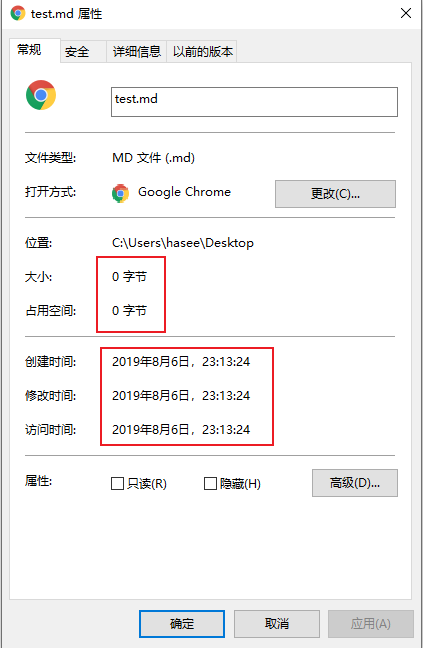 test.md 属性
常规 安全 详细信息 以前的版本
test.md
文件类型: MD 文件 (.md)
打开方式: Google Chrome 更改(C)...
位置: C:\Users\hasee\Desktop
大小: 0 字节
占用空间: 0 字节
创建时间: 2019年8月6日，23:13:24
修改时间: 2019年8月6日，23:13:24
访问时间: 2019年8月6日，23:13:24
属性: 只读(R) 隐藏(H) 高级(D)...
确定 取消 应用(A)